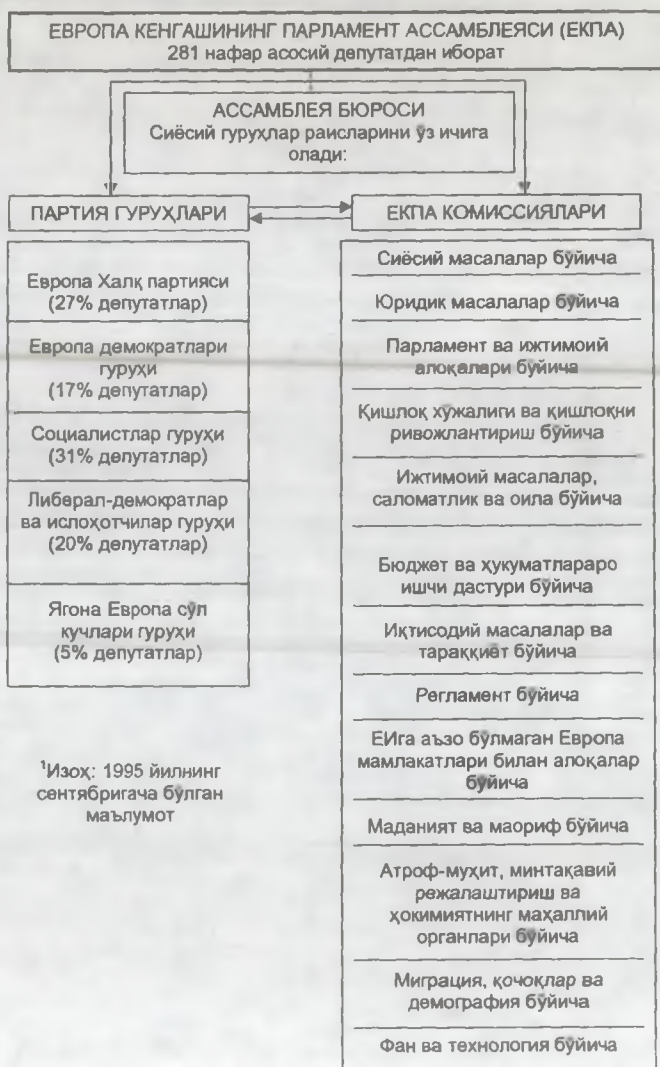 ЕВРОПА КЕНГАШИНИНГ ПАРЛАМЕНТ АССАМБЛЕЯСИ (ЕКПА)
281 нафар асосий депутатдан иборат
АССАМБЛЕЯ БЮРОСИ
Сиёсий гуруҳлар раисларини ўз ичига
олади:
ПАРТИЯ ГУРУҲЛАРИ
Европа Халқ партияси
(27% депутатлар)
Европа демократлари
гуруҳи
(17% депутатлар)
Социалистлар гуруҳи
(31% депутатлар)
Либерал-демократлар
ва ислоҳотчилар гуруҳи
(20% депутатлар)
Ягона Европа сўл
кучлари гуруҳи
(5% депутатлар)
¹Изоҳ: 1995 йилнинг
сентябригача бўлган
маълумот
ЕКПА КОМИССИЯЛАРИ
Сиёсий масалалар бўйича
Юридик масалалар бўйича
Парламент ва ижтимоий
алоқалари бўйича
Қишлоқ хўжалиги ва қишлоқни
ривожлантириш бўйича
Ижтимоий масалалар,
саломатлик ва оила бўйича
Бюджет ва ҳукуматлараро
ишчи дастури бўйича
Иқтисодий масалалар ва
тараққиёт бўйича
Регламент бўйича
ЕИга аъзо бўлмаган Европа
мамлакатлари билан алоқалар
бўйича
Маданият ва маориф бўйича
Атроф-муҳит, минтақавий
режалаштириш ва
ҳокимиятнинг маҳаллий
органлари бўйича
Миграция, қочоқлар ва
демография бўйича
Фан ва технология бўйича